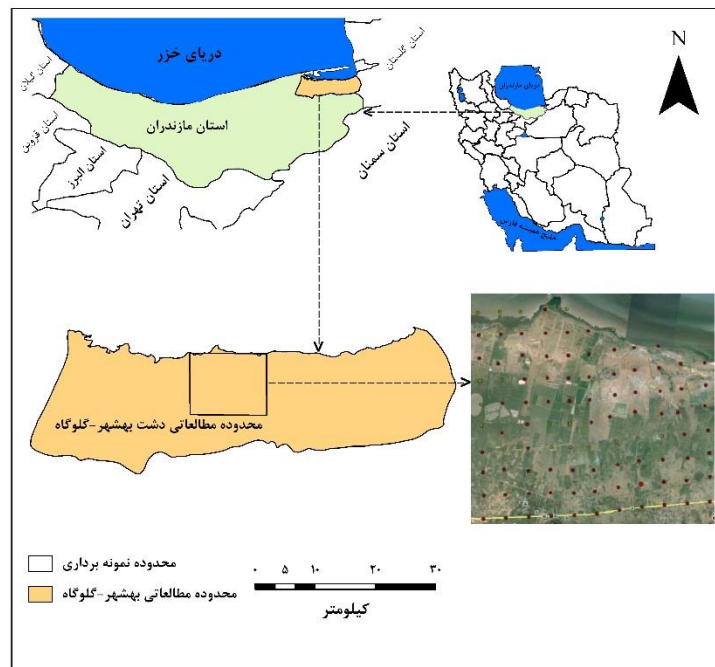 دریای خزر
استان گلستان
استان گیلان
استان مازندران
استان قزوین
استان البرز
استان تهران
استان سمنان
دریای مازندران
خلیج همیشه فارس
N
محدوده مطالعاتی دشت بهشهر-گلوگاه
محدوده نمونه برداری
محدوده مطالعاتی بهشهر-گلوگاه
۰ ۵ ۱۰ ۲۰ ۳۰
کیلومتر